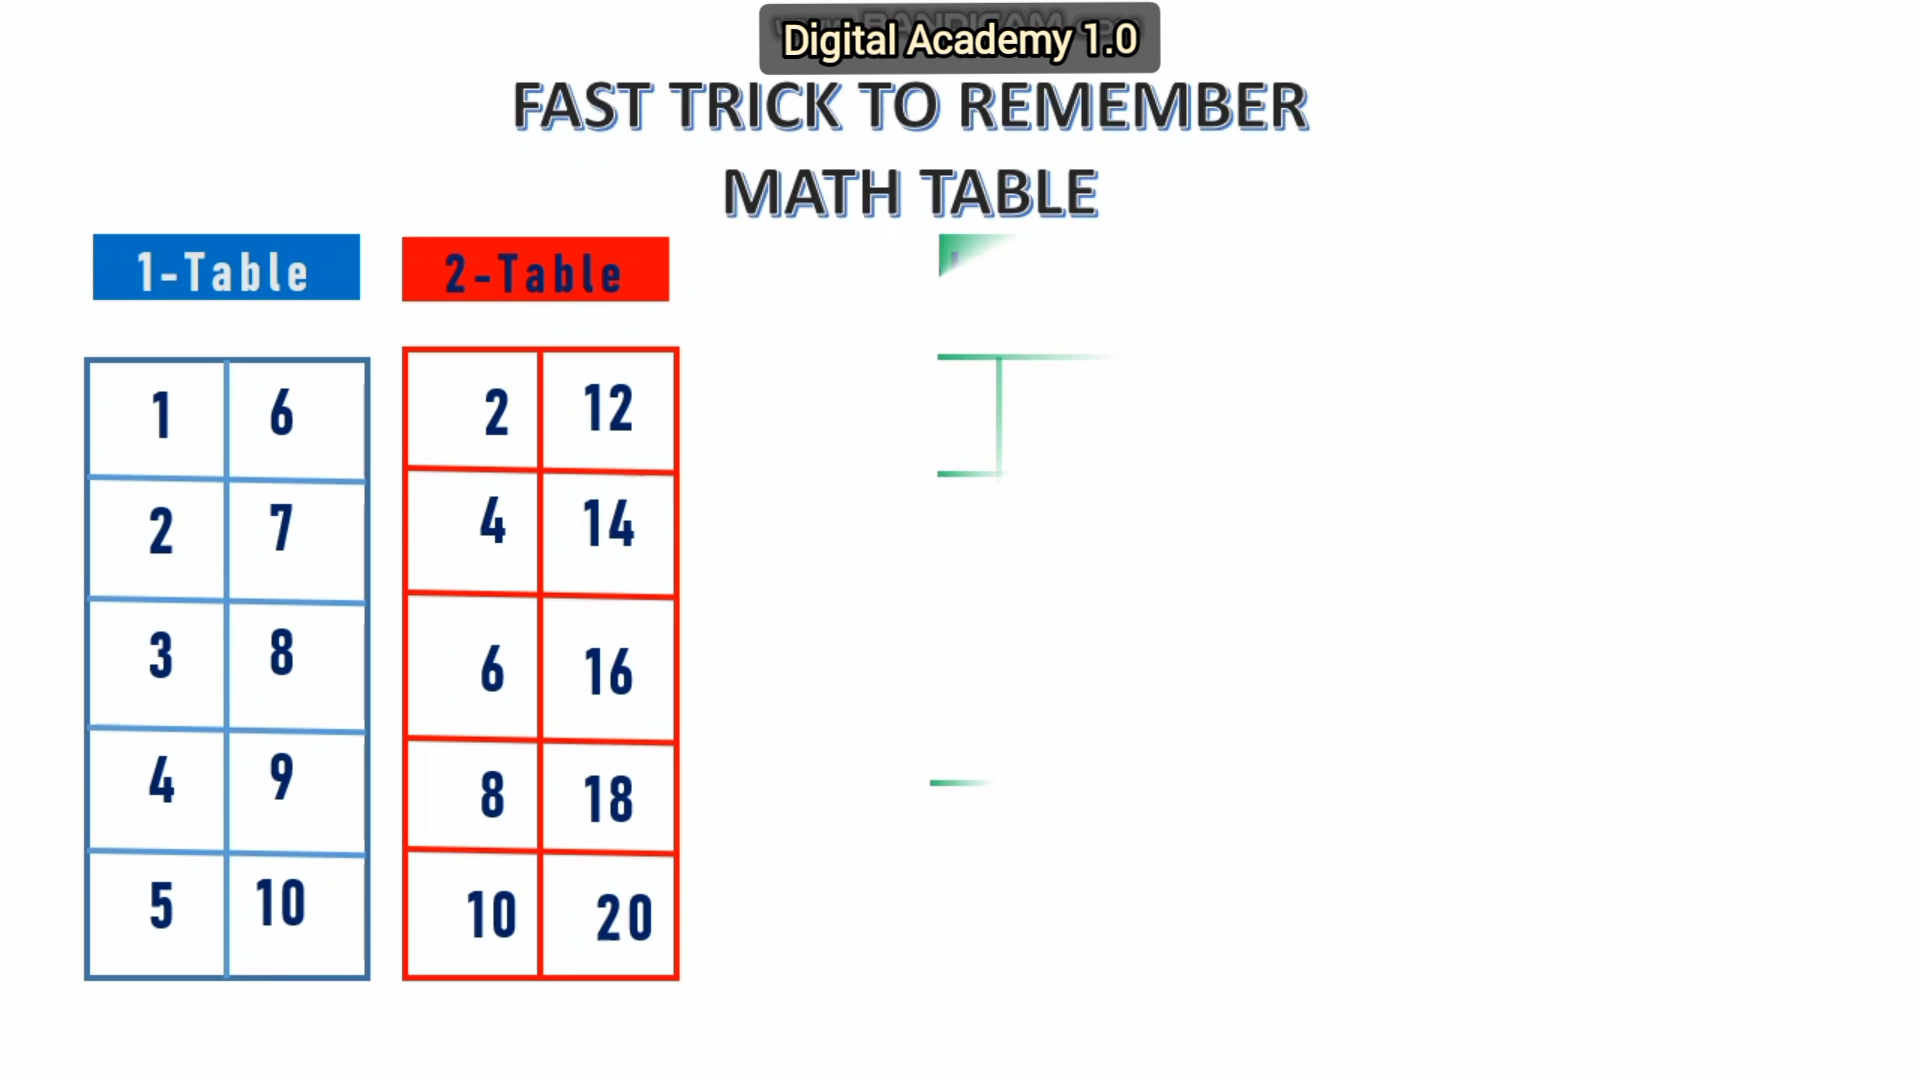 Digital Academy 1.0
FAST TRICK TO REMEMBER
MATH TABLE
1-Table
2-Table
1 6
2 7
3 8
4 9
5 10
2 12
4 14
6 16
8 18
10 20